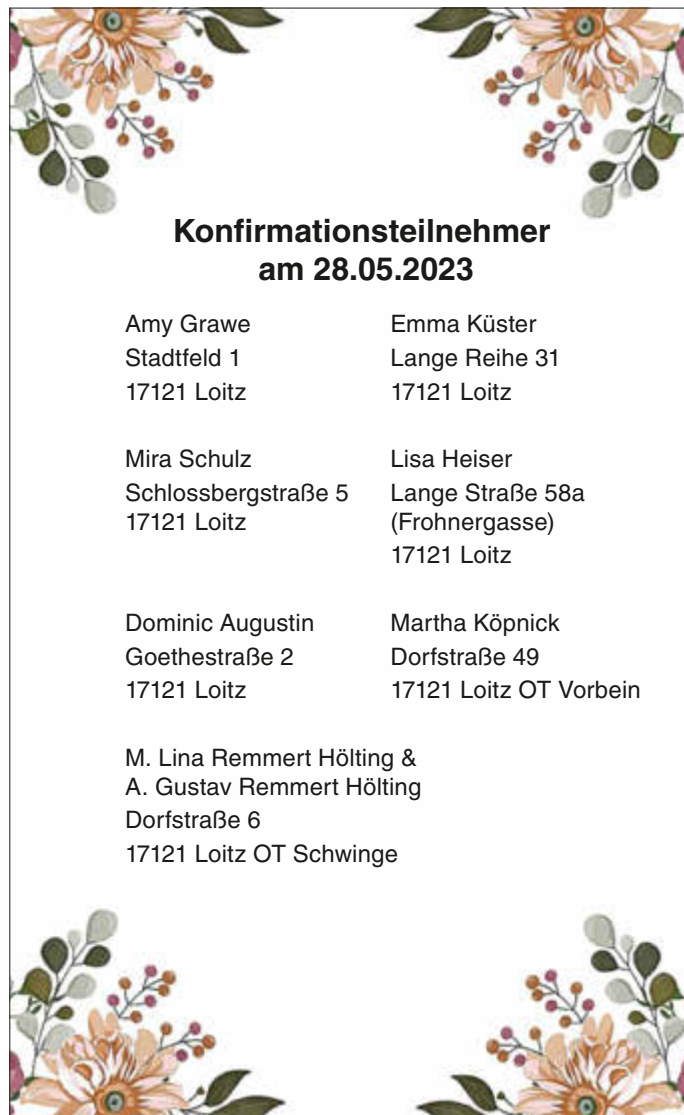 Konfirmationsteilnehmer
am 28.05.2023
Amy Grawe
Stadtfeld 1
17121 Loitz
Emma Küster
Lange Reihe 31
17121 Loitz
Mira Schulz
Schlossbergstraße 5
17121 Loitz
Lisa Heiser
Lange Straße 58a
(Frohnergasse)
17121 Loitz
Dominic Augustin
Goethestraße 2
17121 Loitz
Martha Köpnick
Dorfstraße 49
17121 Loitz OT Vorbein
M. Lina Remmert Hölting &
A. Gustav Remmert Hölting
Dorfstraße 6
17121 Loitz OT Schwinge